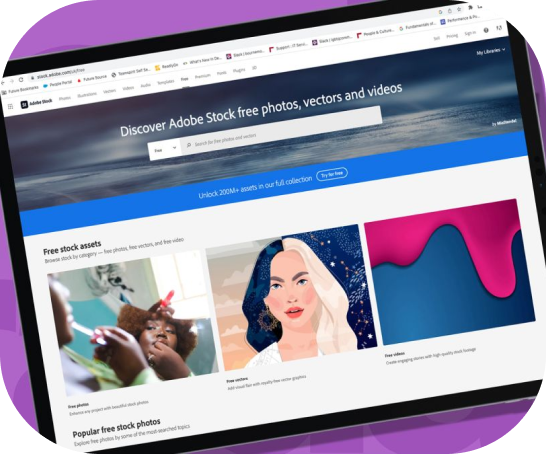 stock.adobe.com/uk/free
Future Bookmarks People Portal Future Source Teamwork Self Se... ReadyGo What's New In De... Slack | Support - IT Serv... Slack | People & Culture... Fundamentals of... Performance & Po...
Adobe Stock Photos Illustrations Vectors Videos Audio Templates Free Premium Fonts Plugins Sell Pricing Sign in
My Libraries
Discover Adobe Stock free photos, vectors and videos
Free Search for free photos and vectors
Unlock 200M+ assets in our full collection Try for free
Free stock assets
Browse stock by category — free photos, free vectors, and free video
Free photos
Enhance any project with beautiful stock photos
Free vectors
Add visual flair with royalty-free vector graphics
Free videos
Create engaging stories with high-quality stock footage
Popular free stock photos
Explore free photos by some of the most-searched topics.